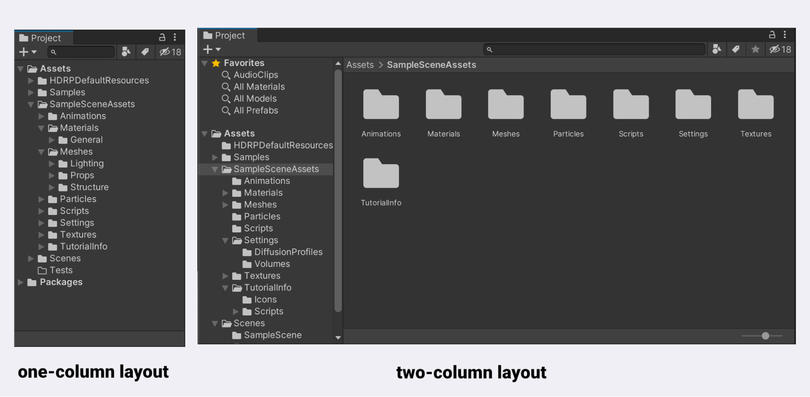 Project
18
Assets
HDRPDefaultResources
Samples
SampleSceneAssets
Animations
Materials
General
Meshes
Lighting
Props
Structure
Particles
Scripts
Settings
Textures
TutorialInfo
Scenes
Tests
Packages
one-column layout
Project
18
Favorites
AudioClips
All Materials
All Models
All Prefabs
Assets
HDRPDefaultResources
Samples
SampleSceneAssets
Animations
Materials
Meshes
Particles
Scripts
Settings
DiffusionProfiles
Volumes
Textures
TutorialInfo
Icons
Scripts
Scenes
SampleScene
Assets > SampleSceneAssets
Animations Materials Meshes Particles Scripts Settings Textures
TutorialInfo
two-column layout